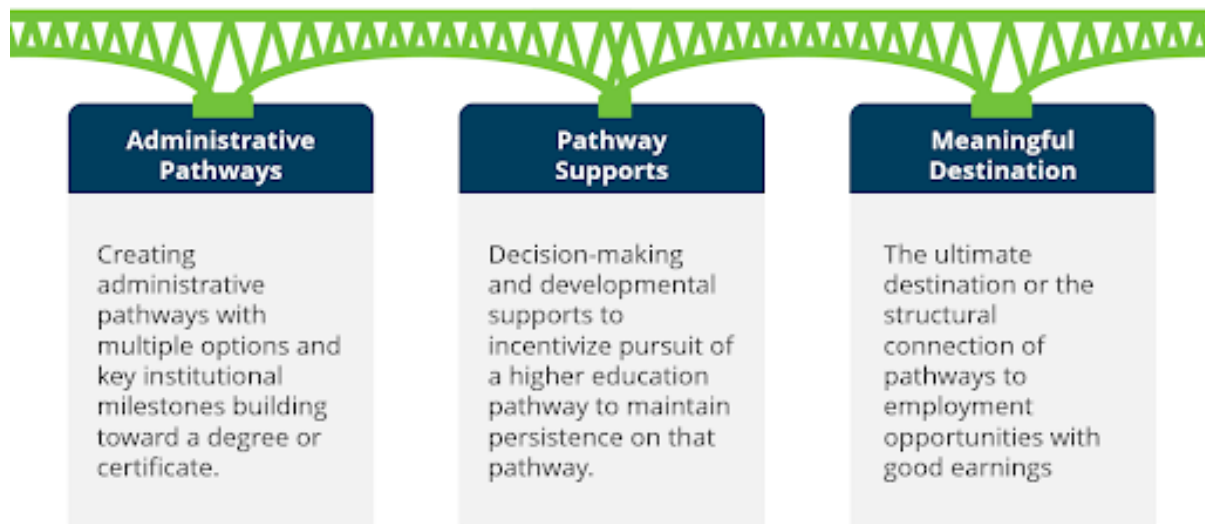 Administrative
Pathways
Creating
administrative
pathways with
multiple options and
key institutional
milestones building
toward a degree or
certificate.
Pathway
Supports
Decision-making
and developmental
supports to
incentivize pursuit of
a higher education
pathway to maintain
persistence on that
pathway.
Meaningful
Destination
The ultimate
destination or the
structural
connection of
pathways to
employment
opportunities with
good earnings